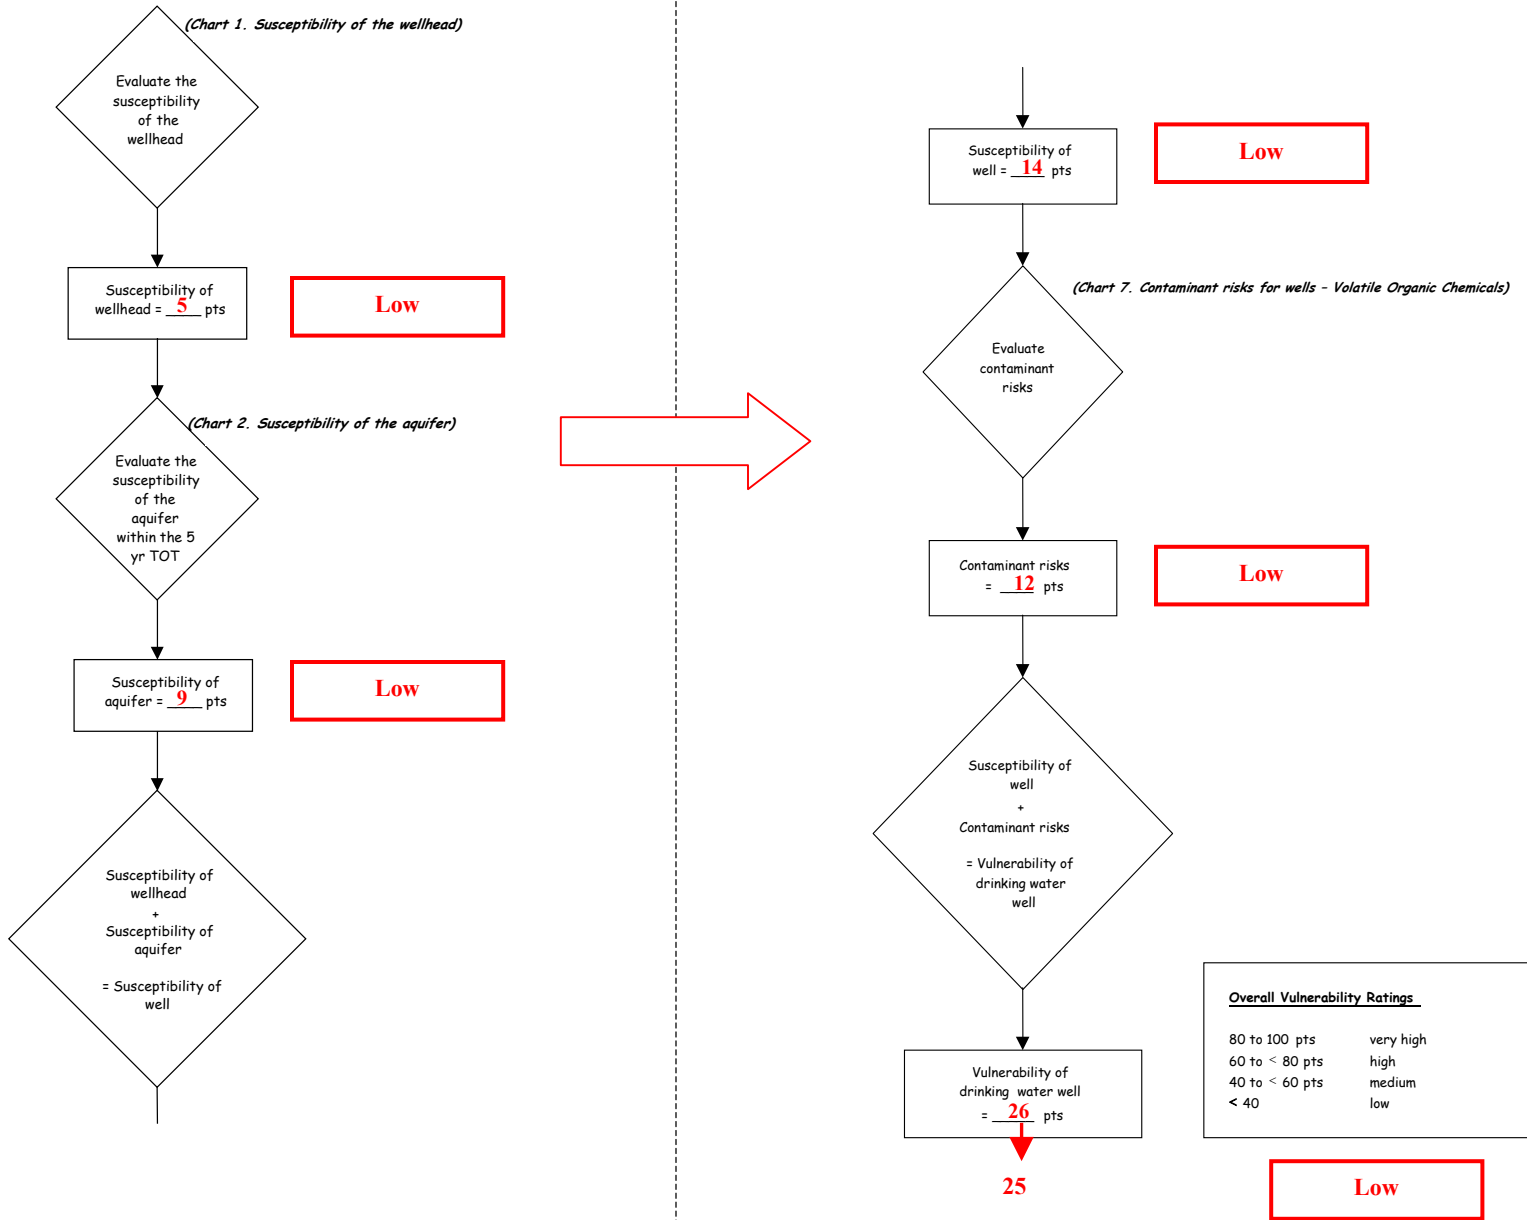 (Chart 1. Susceptibility of the wellhead)
Evaluate the
susceptibility
of the
wellhead
Susceptibility of
wellhead = 5 pts
Low
(Chart 2. Susceptibility of the aquifer)
Evaluate the
susceptibility
of the
aquifer
within the 5
yr TOT
Susceptibility of
aquifer = 9 pts
Low
Susceptibility of
wellhead
+
Susceptibility of
aquifer
= Susceptibility of
well
Susceptibility of
well = 14 pts
Low
(Chart 7. Contaminant risks for wells – Volatile Organic Chemicals)
Evaluate
contaminant
risks
Contaminant risks
= 12 pts
Low
Susceptibility of
well
+
Contaminant risks
= Vulnerability of
drinking water
well
Vulnerability of
drinking water well
= 26 pts
25
Overall Vulnerability Ratings
80 to 100 pts very high
60 to < 80 pts high
40 to < 60 pts medium
< 40 low
Low